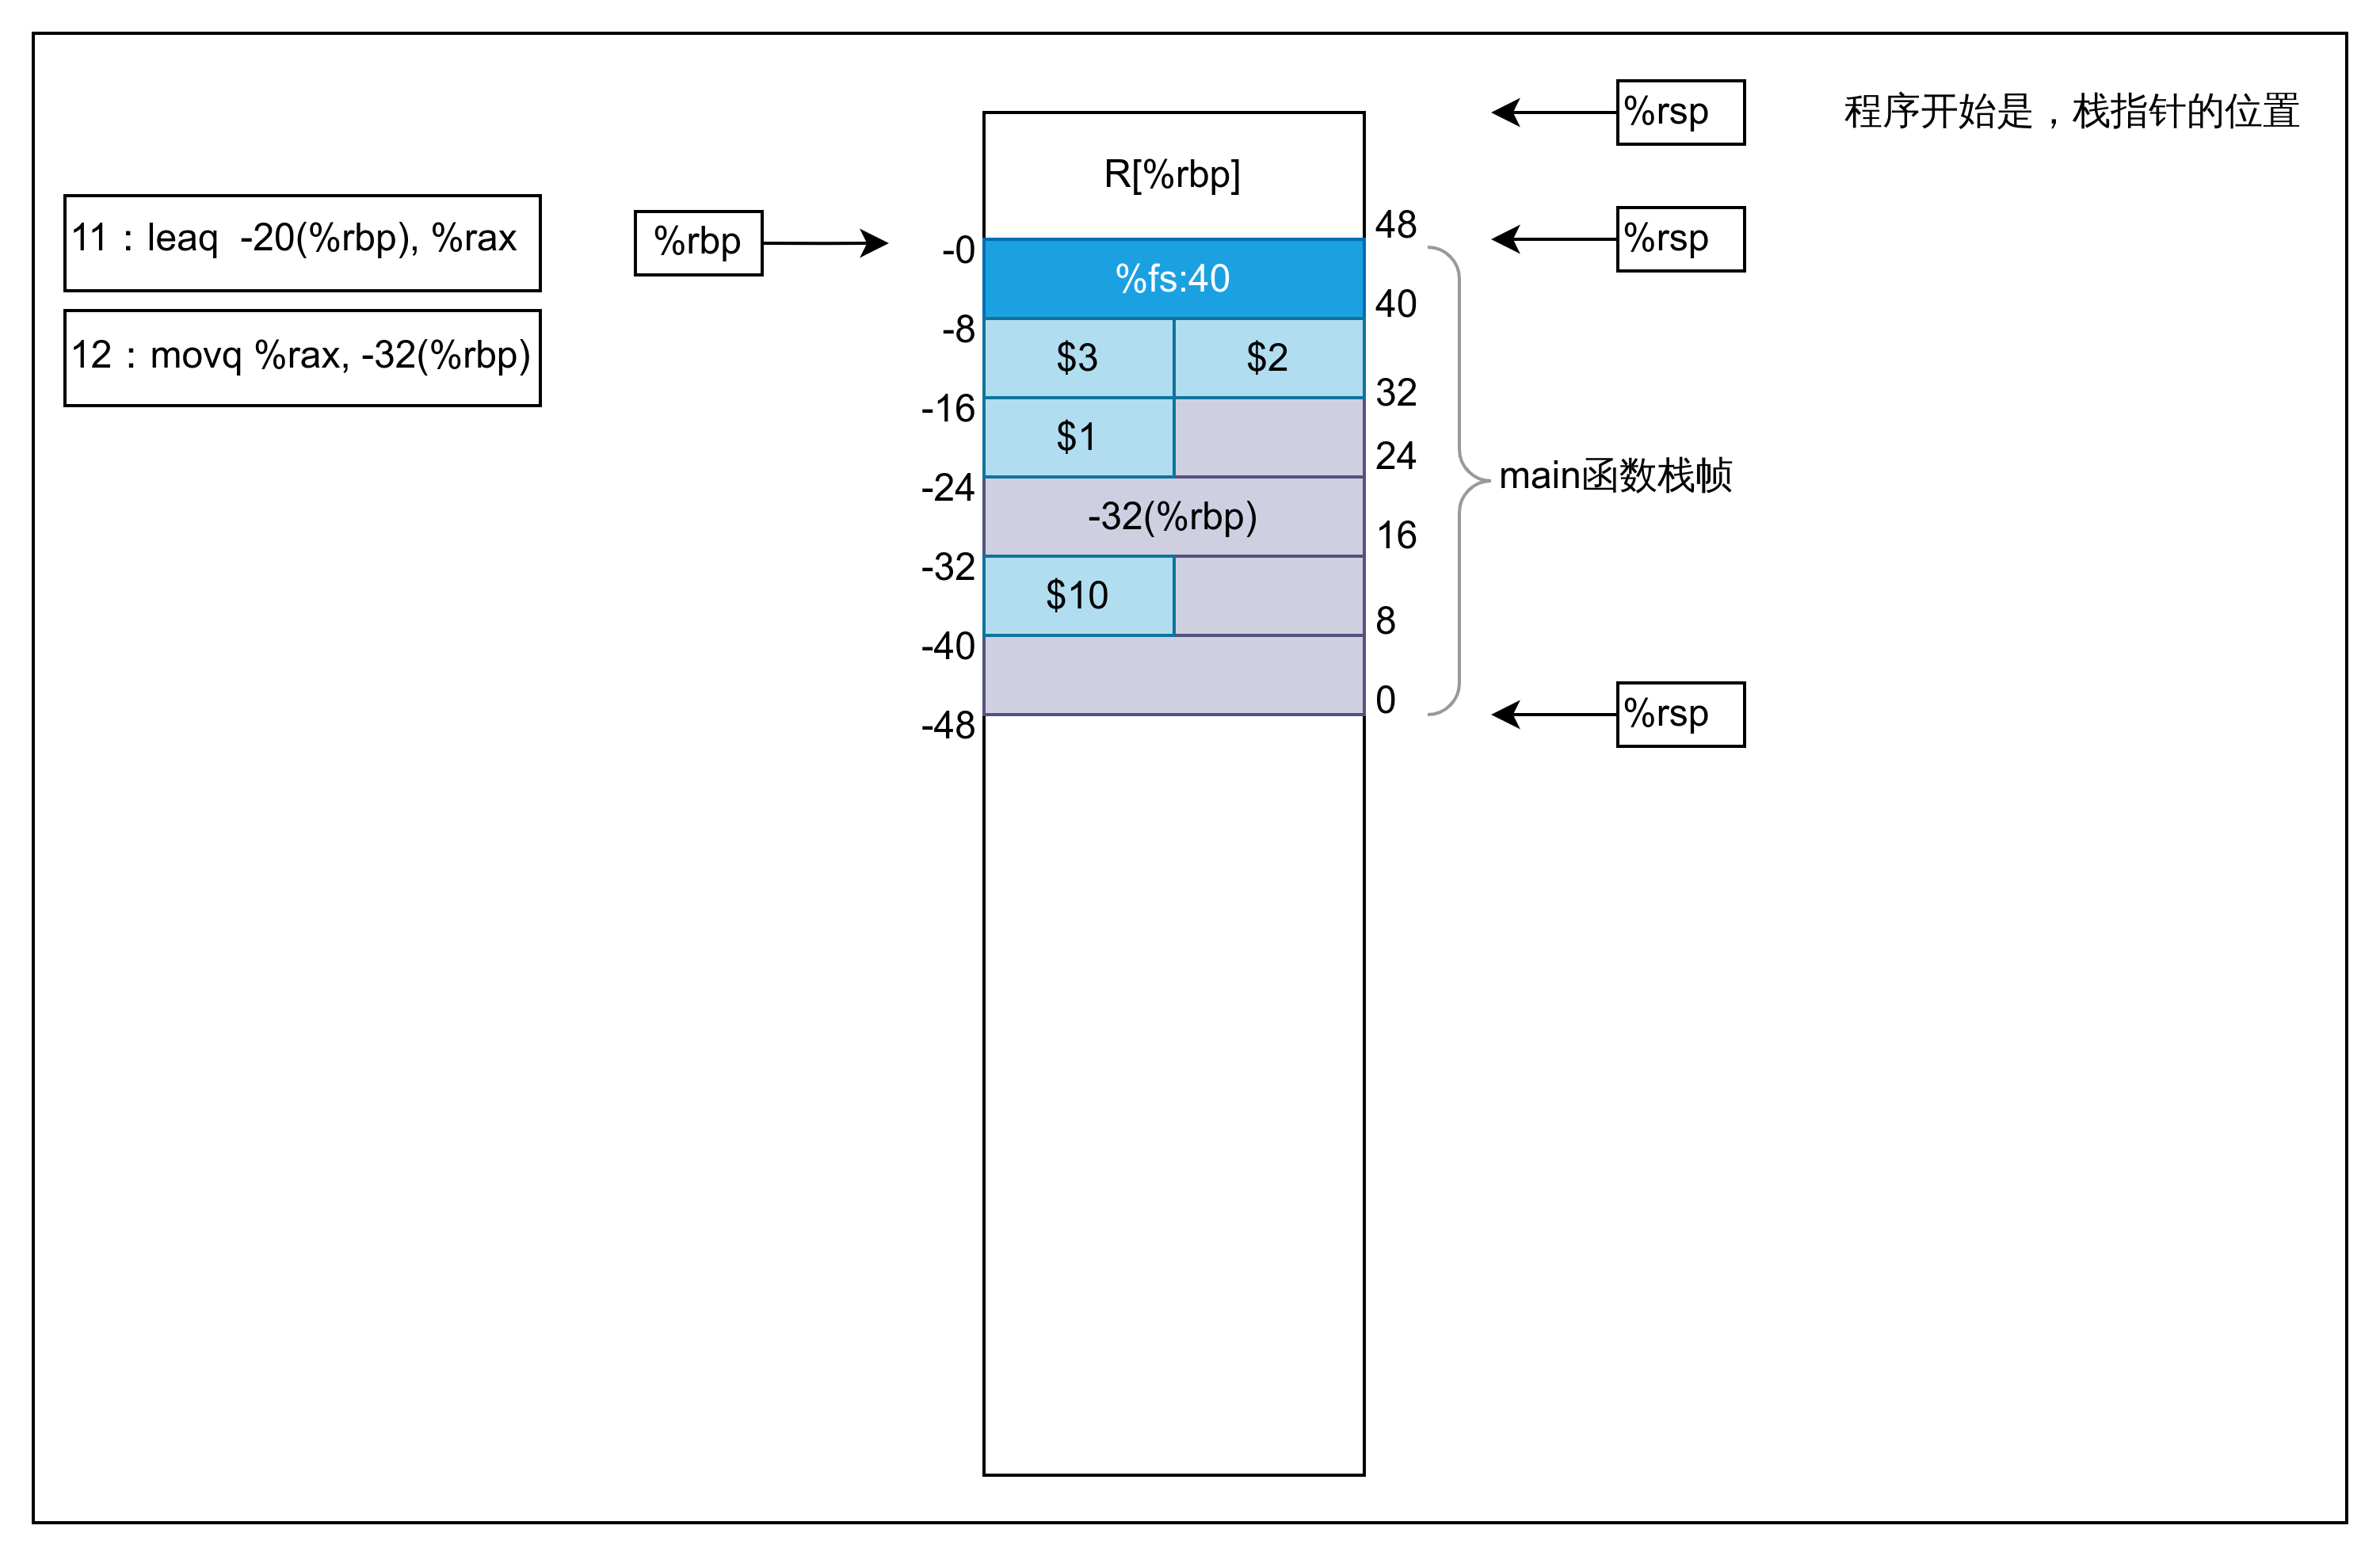 %rsp
程序开始是，栈指针的位置
R[%rbp]
11：leaq  -20(%rbp), %rax
%rbp
48
%rsp
-0
%fs:40
40
-8
12：movq %rax, -32(%rbp)
$3
$2
32
-16
$1
24
main函数栈帧
-24
-32(%rbp)
16
-32
$10
8
-40
0
%rsp
-48